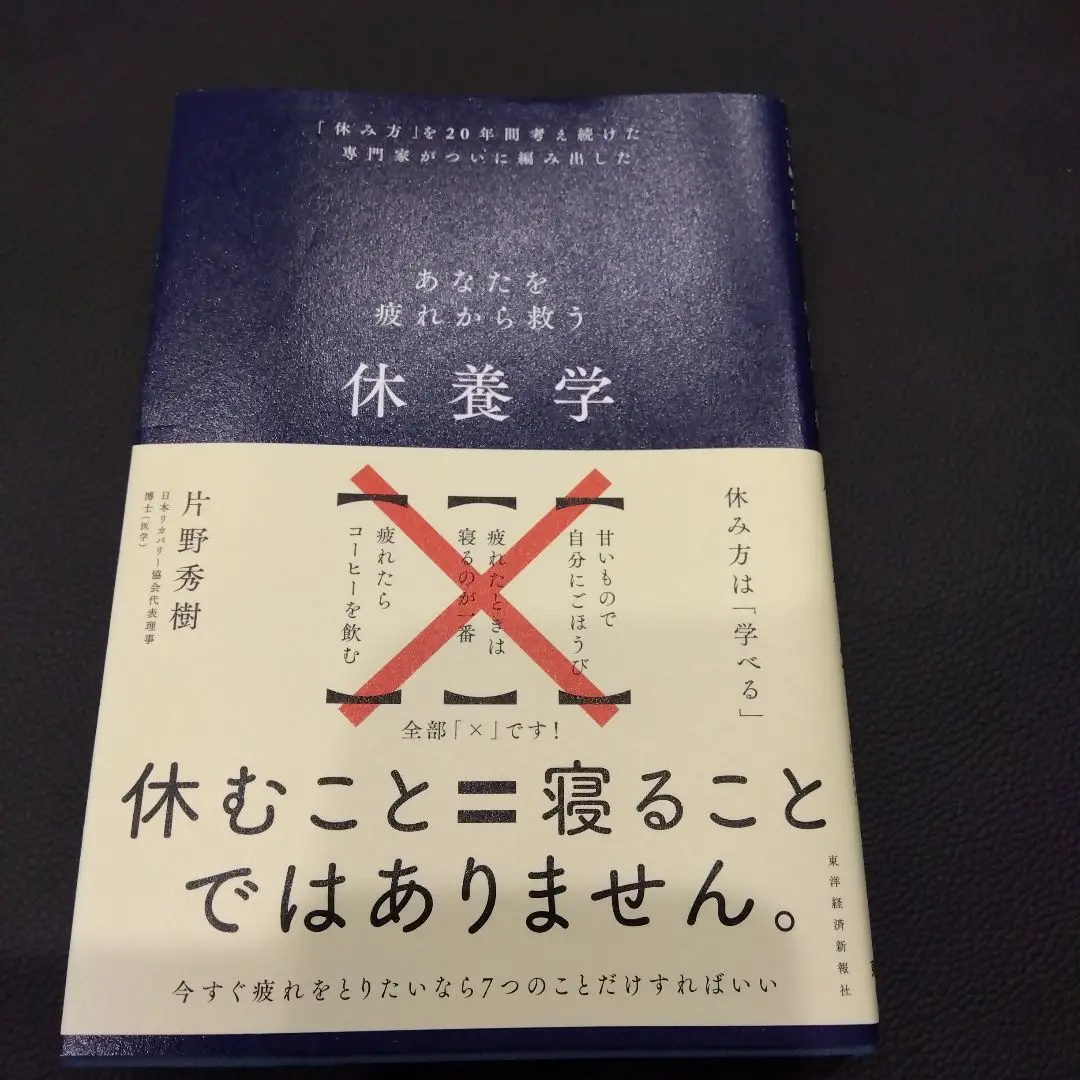 「休み方」を20年間考え続けた
専門家がついに編み出した
あなたを
疲れから救う
休養学
休み方は「学べる」
甘いもので
自分にごほうび
疲れたときは
寝るのが一番
疲れたら
コーヒーを飲む
全部「×」です!
片野秀樹
日本リカバリー協会代表理事
博士(医学)
休むこと=寝ること
ではありません。
今すぐ疲れをとりたいなら7つのことだけすればいい
東洋経済新報社